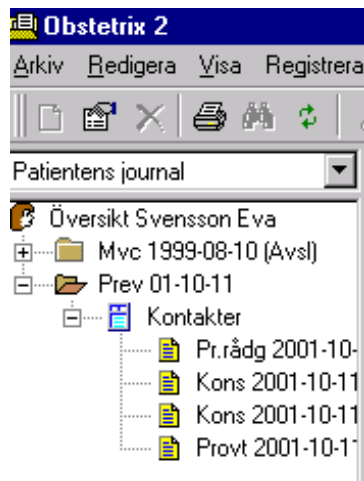 Obstetrix 2
Arkiv Redigera Visa Registrera
Patientens journal
Översikt Svensson Eva
Mvc 1999-08-10 (Avsl)
Prev 01-10-11
Kontakter
Pr.rådg 2001-10-
Kons 2001-10-11
Kons 2001-10-11
Provt 2001-10-1